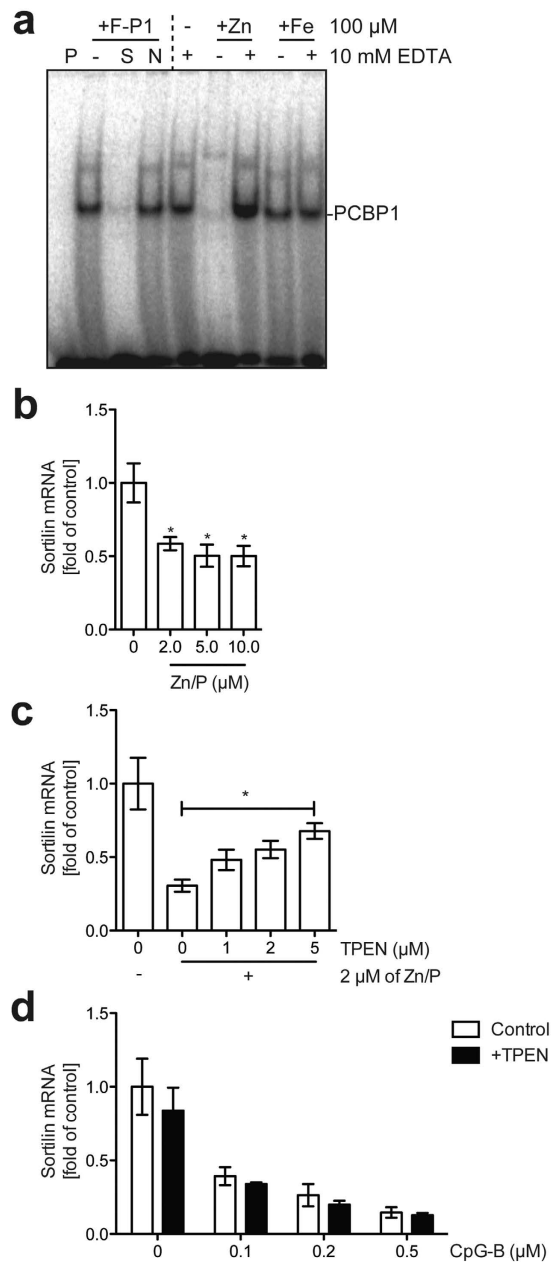 a
+F-P1 - +Zn +Fe 100 µM
P - S N + - + - + 10 mM EDTA
-PCBP1
b
1.5
1.0
0.5
0.0
Sortilin mRNA
[fold of control]
* * *
0 2.0 5.0 10.0
Zn/P (µM)
c
1.5
1.0
0.5
0.0
Sortilin mRNA
[fold of control]
*
0 0 1 2 5 TPEN (µM)
- + 2 µM of Zn/P
d
1.5
1.0
0.5
0.0
Sortilin mRNA
[fold of control]
Control
+TPEN
0 0.1 0.2 0.5 CpG-B (µM)